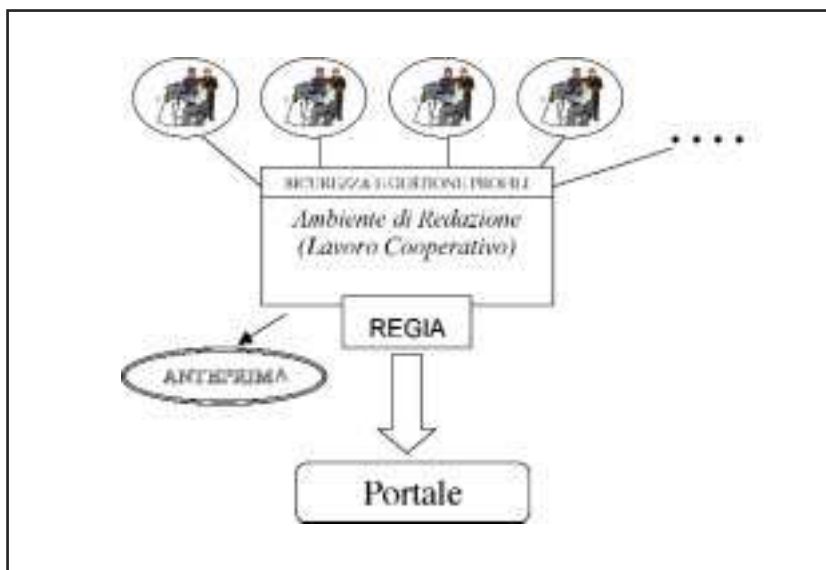 SICUREZZA E GESTIONE PROFILI
Ambiente di Redazione
(Lavoro Cooperativo)
REGIA
ANTEPRIMA
Portale